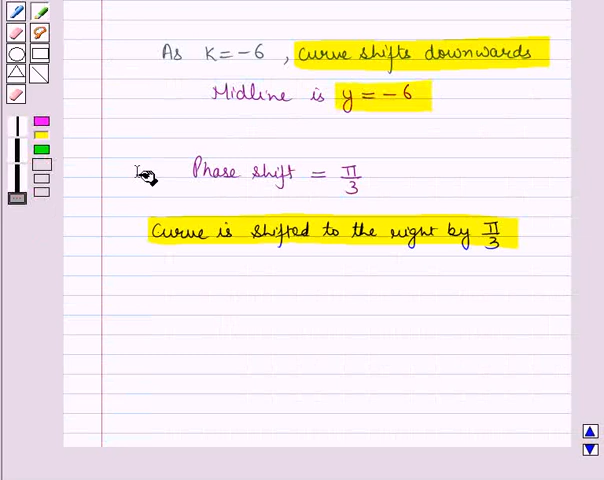 As K = -6 , Curve shifts downwards
Midline is y = -6
Phase shift = π/3
Curve is shifted to the right by π/3